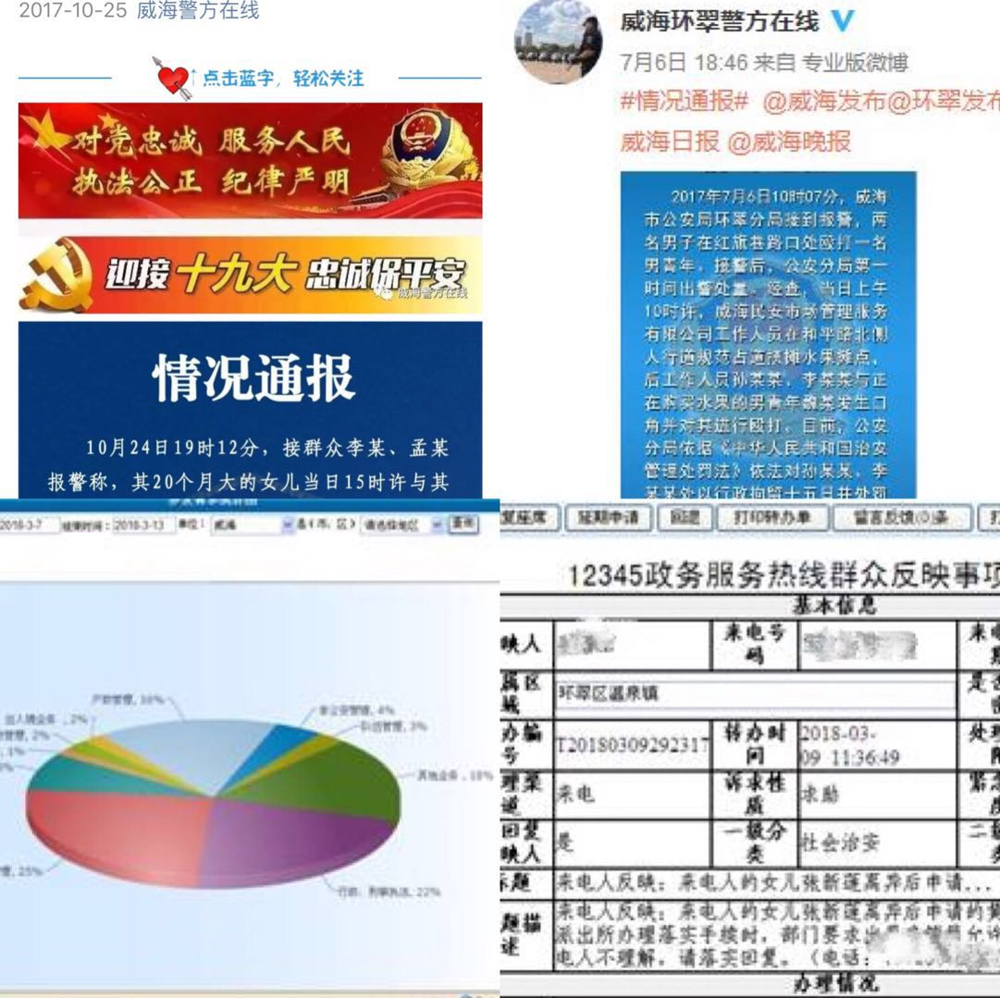 2017-10-25 威海警方在线
点击蓝字，轻松关注
对党忠诚 服务人民
执法公正 纪律严明
迎接十九大 忠诚保平安
威海警方在线
情况通报
10月24日19时12分，接群众李某、孟某
报警称，其20个月大的女儿当日15时许与其
威海环翠警方在线
7月6日 18:46 来自 专业版微博
#情况通报# @威海发布@环翠发布
威海日报 @威海晚报
2017年7月6日10时07分，威海
市公安局环翠分局接到报警，两
名男子在红旗巷路口处殴打一名
男青年，接警后，公安分局第一
时间出警处置。经查，当日上午
10时许，威海民安市场管理服务
有限公司工作人员在和平路北侧
人行道规范占道摆摊水果摊点，
后工作人员孙某某、李某某与正
在购买水果的男青年魏某发生口
角并对其进行殴打。目前，公安
分局依据《中华人民共和国治安
管理处罚法》依法对孙某某、李
某某处以行政拘留十五日并处罚
2018-3-7 结束时间：2018-3-13 单位：威海 县（市、区） 请选择地区 查询
户政管理，16%
出入境业务，2%
管理，2%
1%
非公安管辖，4%
队伍管理，3%
其他业务，18%
管，25%
行政、刑事执法，22%
复座席 延期申请 回退 打印转办单 留言反馈(0)条 打
12345政务服务热线群众反映事项
基本信息
映人 来电号码 来电
属区域 环翠区温泉镇 是否
办编号 T20180309292317 转办时间 2018-03-09 11:36:49 处理
理渠道 来电 诉求性质 求助 紧急
回复映人 是 一级分类 社会治安 二级
标题 来电人反映：来电人的女儿张新莲离异后申请...
题描述 来电人反映：来电人的女儿张新莲离异后申请的
派出所办理落实手续时，部门要求出 允许
电人不理解。请落实回复。（电话：
办理情况